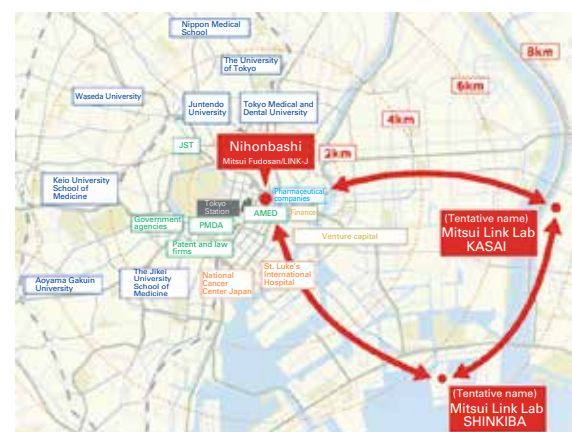 Nippon Medical
School
The University
of Tokyo
8km
6km
Waseda University
Juntendo
University
Tokyo Medical and
Dental University
4km
JST
Nihonbashi
Mitsui Fudosan/LINK-J
2km
Keio University
School of
Medicine
Pharmaceutical
companies
Tokyo
Station
AMED
Finance
Government
agencies
PMDA
(Tentative name)
Mitsui Link Lab
KASAI
Venture capital
Patent and law
firms
Aoyama Gakuin
University
The Jikei
University
School of
Medicine
National
Cancer
Center Japan
St. Luke's
International
Hospital
(Tentative name)
Mitsui Link Lab
SHINKIBA